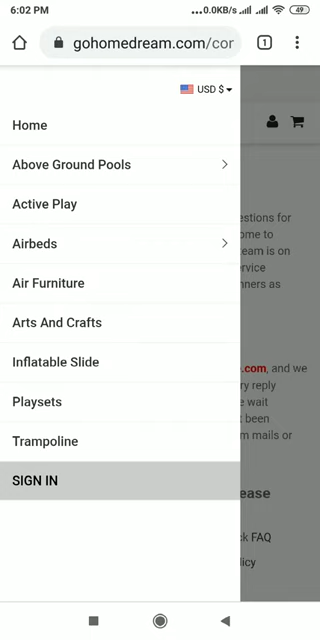 6:02 PM
...0.0KB/s
49
gohomedream.com/cor
1
USD $
Home
Above Ground Pools
Active Play
Airbeds
Air Furniture
Arts And Crafts
Inflatable Slide
Playsets
Trampoline
SIGN IN
estions for
ome to
eam is on
ervice
nners as
.com, and we
ry reply
e wait
t been
m mails or
ease
ck FAQ
licy